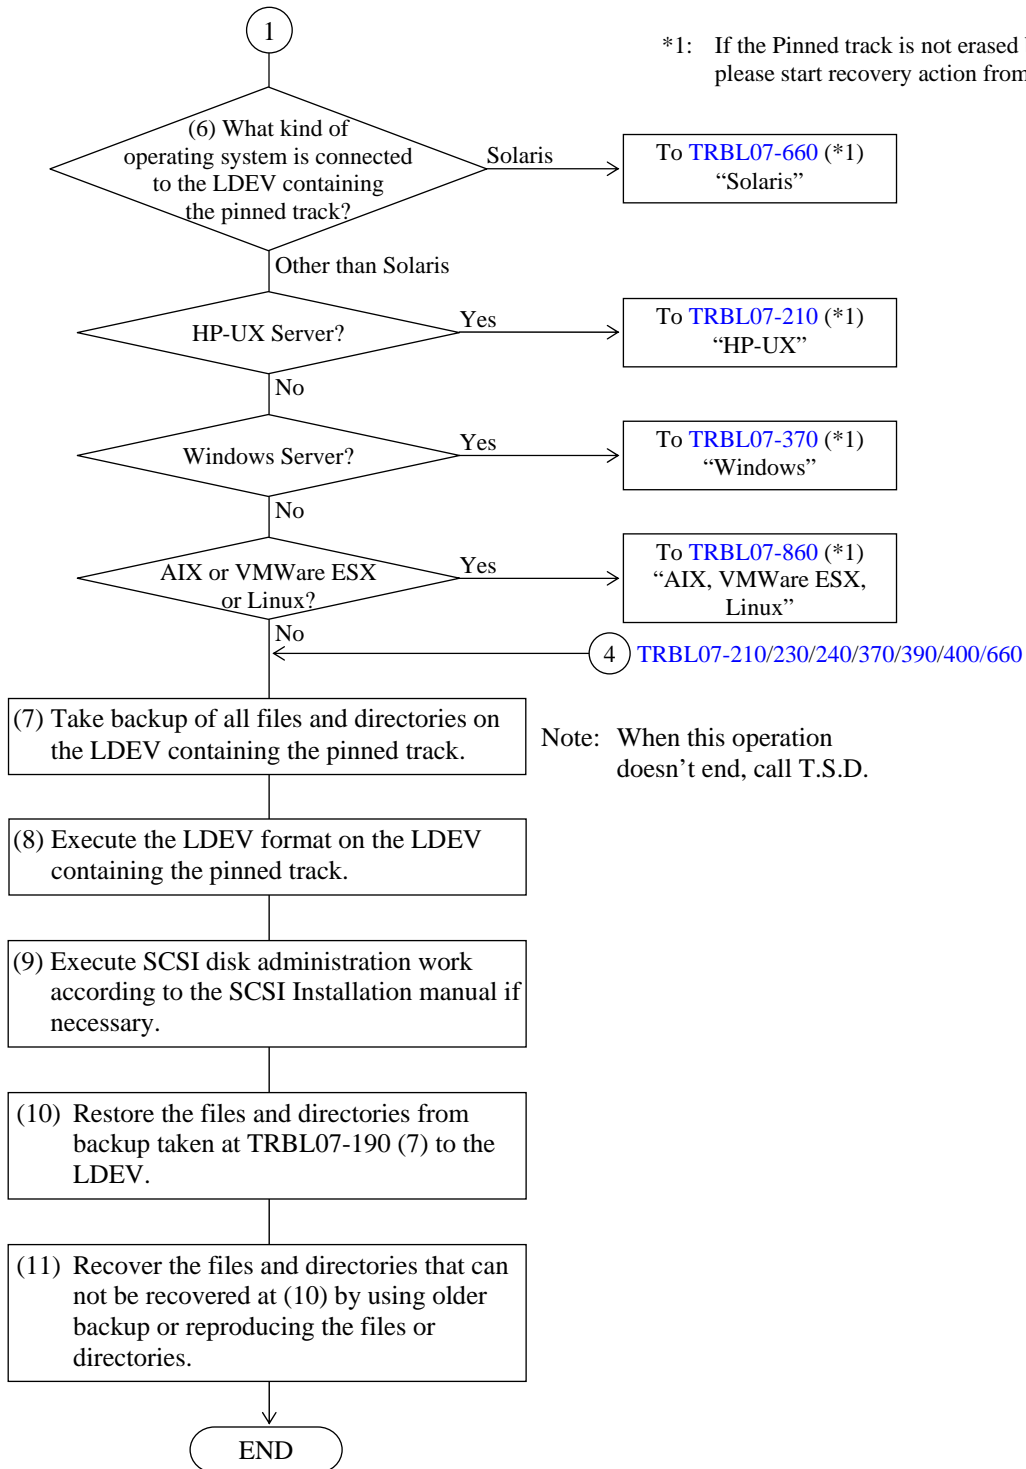 1
*1: If the Pinned track is not erased
please start recovery action from
(6) What kind of
operating system is connected
to the LDEV containing
the pinned track?
Solaris
To TRBL07-660 (*1)
“Solaris”
Other than Solaris
HP-UX Server?
Yes
To TRBL07-210 (*1)
“HP-UX”
No
Windows Server?
Yes
To TRBL07-370 (*1)
“Windows”
No
AIX or VMWare ESX
or Linux?
Yes
To TRBL07-860 (*1)
“AIX, VMWare ESX,
Linux”
No
4 TRBL07-210/230/240/370/390/400/660
(7) Take backup of all files and directories on
the LDEV containing the pinned track.
Note: When this operation
doesn’t end, call T.S.D.
(8) Execute the LDEV format on the LDEV
containing the pinned track.
(9) Execute SCSI disk administration work
according to the SCSI Installation manual if
necessary.
(10) Restore the files and directories from
backup taken at TRBL07-190 (7) to the
LDEV.
(11) Recover the files and directories that can
not be recovered at (10) by using older
backup or reproducing the files or
directories.
END